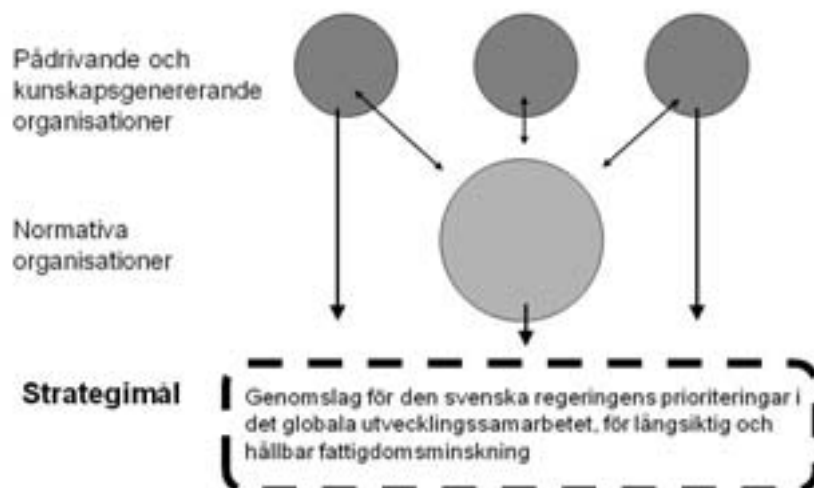 Pådrivande och
kunskapsgenererande
organisationer
Normativa
organisationer
Strategimål
Genomslag för den svenska regeringens prioriteringar i
det globala utvecklingssamarbetet, för långsiktig och
hållbar fattigdomsminskning